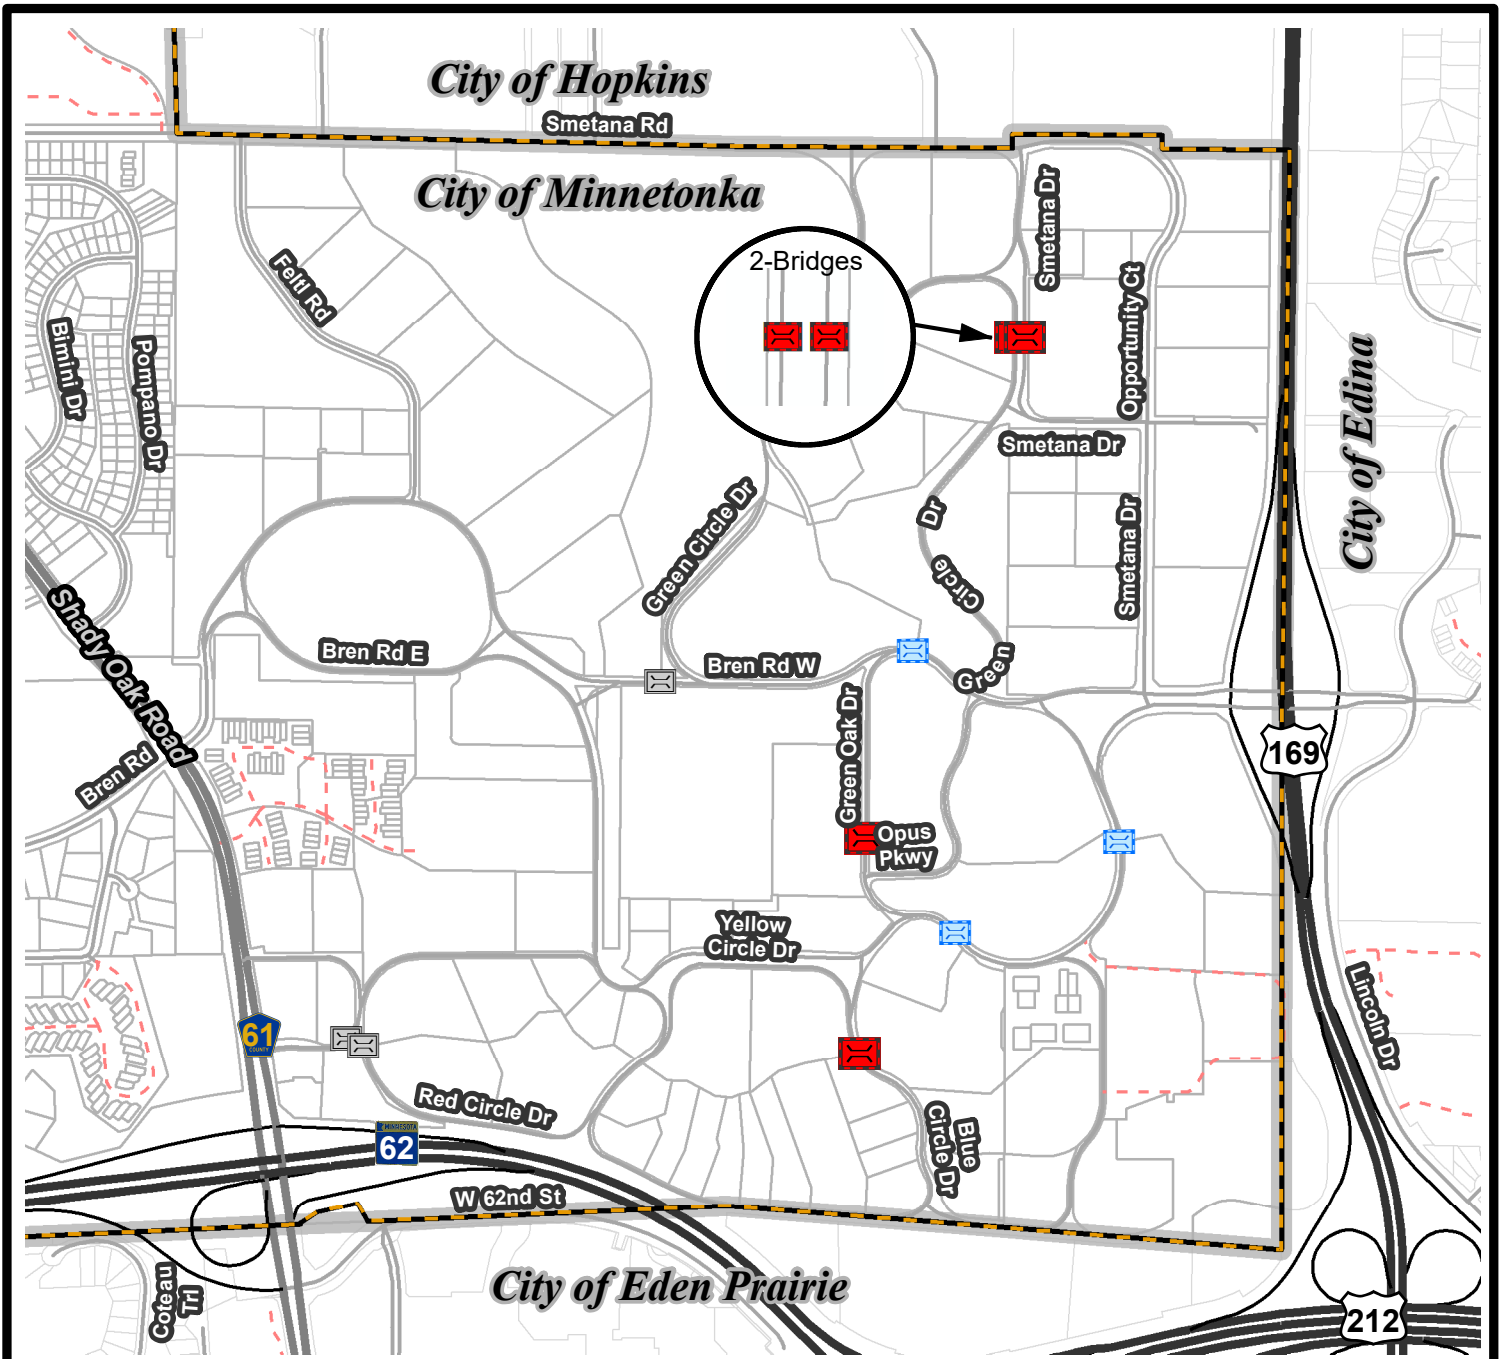 City of Hopkins
Smetana Rd
City of Minnetonka
Smetana Dr
2-Bridges
Feltl Rd
Opportunity Ct
Bimini Dr
Pompano Dr
City of Edina
Smetana Dr
Green Circle Dr
Dr
Circle
Green
Smetana Dr
Shady Oak Road
Bren Rd E
Bren Rd W
Green Oak Dr
169
Bren Rd
Opus
Pkwy
Yellow
Circle Dr
Lincoln Dr
61
COUNTY
Red Circle Dr
Blue
Circle Dr
MINNESOTA
62
W 62nd St
City of Eden Prairie
Coteau
Trl
212